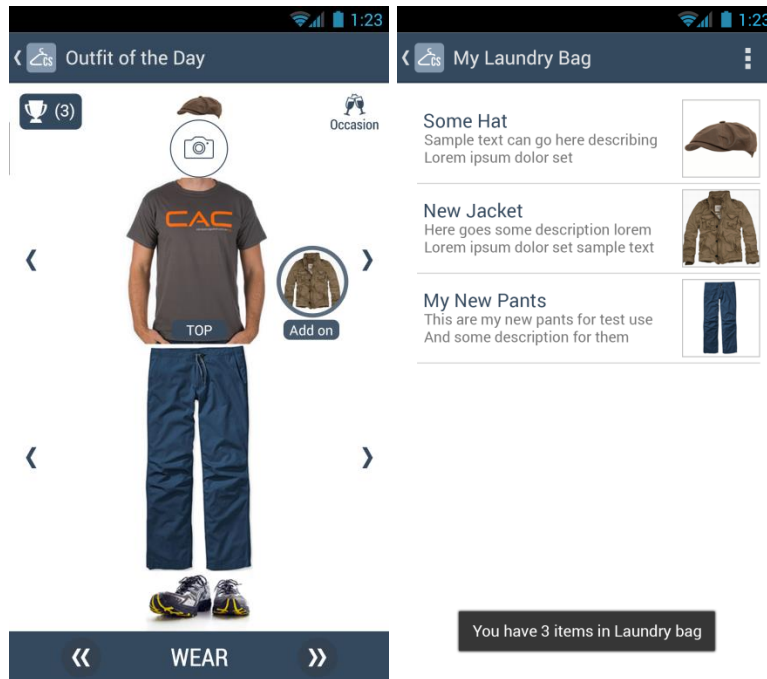 1:23
CS Outfit of the Day
(3)
Occasion
CAC
TOP
Add on
WEAR
1:23
CS My Laundry Bag
Some Hat
Sample text can go here describing
Lorem ipsum dolor set
New Jacket
Here goes some description lorem
Lorem ipsum dolor set sample text
My New Pants
This are my new pants for test use
And some description for them
You have 3 items in Laundry bag